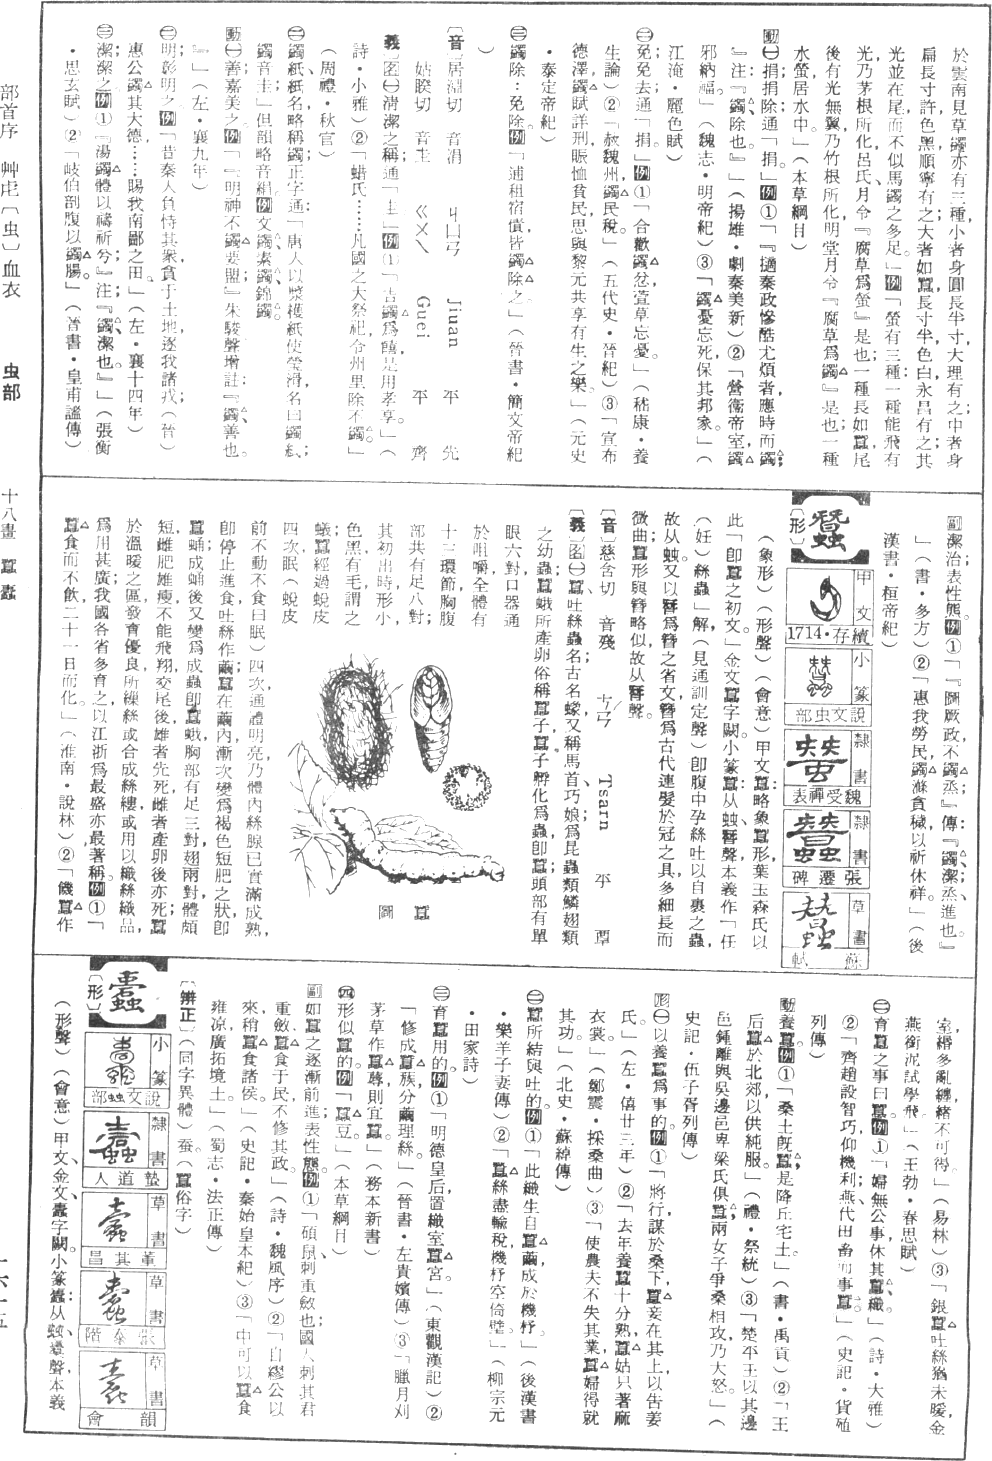 於雲南見草蠲亦有三種，小者身圓長半寸，大理有之；中者身
扁長寸許，色黑，順寧有之；大者如蠶，長寸半，色白，永昌有之；其
光並在尾，而不似馬蠲之多足。」例「螢有三種：一種能飛有
光，乃茅根所化，呂氏月令『腐草爲螢』是也；一種長如蠶，尾
後有光，無翼，乃竹根所化，明堂月令『腐草爲蠲』是也；一種
水螢，居水中。」（本草綱目）
動㊀捐；捐除；通「捐。」例①「『擿秦政慘酷尤煩者，應時而蠲；
』注：『蠲，除也。』」（揚雄・劇秦美新）②「營衛帝室，蠲
邪納福。」（魏志・明帝紀）③「蠲憂忘死，保其邦家。」（
江淹・麗色賦）
㊁免；免去；通「捐。」例①「合歡蠲忿，萱草忘憂。」（嵇康・養
生論）②「赦魏州，蠲民稅。」（五代史・晉紀）③「宣布
德澤，蠲賦詳刑，賑恤貧民，思與黎元共享有生之樂。」（元史
・泰定帝紀）
㊂蠲除：免除。例「逋租宿債皆蠲除之。」（晉書・簡文帝紀
）
〔音〕居淵切　音涓　ㄐㄩㄢ　Jiuan　平　先
姑睽切　音圭　ㄍㄨㄟ　Guei　平　齊
義名㊀清潔之稱；通「圭。」例①「吉蠲爲饎，是用孝享。」（
詩・小雅）②「蜡氏……凡國之大祭祀，令州里除不蠲。」
（周禮・秋官）
㊁蠲紙：紙名；略稱蠲；正字通：「唐人以漿穫紙使瑩滑，名曰蠲紙；
蠲音圭。」但韻略音絹。例文蠲；素蠲；錦蠲。
動㊀善；嘉美之。例「『明神不蠲要盟。』朱駿聲增註：『蠲，善也。
』」（左・襄九年）
㊁明；彰明之。例「昔秦人負恃其衆，貪于土地，逐我諸戎；（晉）
惠公蠲其大德……賜我南鄙之田。」（左・襄十四年）
㊂潔；潔之。例①「『湯蠲體以禱祈兮。』注：『蠲，潔也。』」（張衡
・思玄賦）②「岐伯剖腹以蠲腸。」（晉書・皇甫謐傳）
副潔治；表性態。例①「『圖厥政，不蠲烝。』傳：『蠲，潔；烝，進也。』
」（書・多方）②「惠我勞民，蠲滌貪穢，以祈休祥。」（後
漢書・桓帝紀）
蠶
〔形〕
甲文　續存・1714
小篆　說文虫部
隸書　魏受禪表
隸書　張遷碑
草書　蘇軾
（象形）（形聲）（會意）甲文蠶：略象蠶形，葉玉森氏以
此「卽蠶之初文。」金文蠶字闕。小篆蠶：从䖵、朁聲，本義作「任
（妊）絲蟲」解（見通訓定聲）卽腹中孕絲吐以自裹之蟲，
故从䖵。又以朁爲簪之省文，簪爲古代連髮於冠之具，多細長而
微曲，蠶形與簪略似，故从朁聲。
〔音〕慈含切　音殘　ㄘㄢˊ　Tsarn　平　覃
〔義〕名㊀蠶：吐絲蟲名；古名蝬，又稱馬首、巧娘；爲昆蟲類鱗翅類
之幼蟲；蠶蛾所產卵俗稱蠶子，蠶子孵化爲蟲卽蠶，頭部有單
眼六對，口器適
於咀嚼，全體有
十三環節，胸腹
部共有足八對；
其初出時形小，
色黑有毛，謂之
蟻蠶；經過蛻皮
四次眠（蛻皮
前不動不食曰眠）四次，通體明亮，乃體內絲腺已貴滿成熟，
卽停止進食吐絲作繭；蠶在繭內漸次變爲褐色短肥之狀，卽
蠶蛹；成蛹後又變爲成蟲，卽蠶蛾，胸部有足三對，翅兩對，體頗
短，雌肥雄瘦，不能飛翔，交尾後雄者先死，雌者產卵後亦死；蠶
於溫暖之區發育優良，所繰絲或合成絲縷，或用以織絲織品，
爲用甚廣；我國各省多育之，以江浙爲最盛亦最著稱。例①「
蠶食而不飲，二十一日而化。」（淮南・說林）②「饑蠶作
蠶圖
室，緖多亂，纏緖不可得。」（易林）③「銀蠶吐絲猶未暖，金
燕銜泥試學飛。」（王勃・春思賦）
㊁育蠶之事曰蠶。例①「婦無公事，休其蠶織。」（詩・大雅）
②「齊趙設智巧，仰機利；燕代田畜而事蠶。」（史記・貨殖
列傳）
動養蠶。例①「桑土旣蠶，是降丘宅土。」（書・禹貢）②「王
后蠶於北郊，以供純服。」（禮・祭統）③「楚平王以其邊
邑鍾離與吳邊邑卑梁氏俱蠶，兩女子爭桑相攻，乃大怒。」（
史記・伍子胥列傳）
形㊀以養蠶爲事的。例①「將行，謀於桑下，蠶妾在其上，以告姜
氏。」（左・僖廿三年）②「去年養蠶十分熟，蠶姑只著麻
衣裳。」（鄭震・採桑曲）③「使農夫不失其業，蠶婦得就
其功。」（北史・蘇綽傳）
㊁蠶所結與吐的。例①「此織生自蠶繭，成於機杼。」（後漢書
・樂羊子妻傳）②「蠶絲盡輸稅，機杼空倚壁。」（柳宗元
・田家詩）
㊂育蠶用的。例①「明德皇后置織室，蠶宮。」（東觀漢記）②
「修成蠶蔟，分繭理絲。」（晉書・左貴嬪傳）③「臘月刈
茅草作蠶蓐則宜蠶。」（務本新書）
㊃形似蠶的。例「蠶豆。」（本草綱目）
副如蠶之逐漸前進；表性態。例①「碩鼠，刺重斂也；國人刺其君
重斂，蠶食于民，不修其政。」（詩・魏風序）②「自繆公以
來，稍蠶食諸侯。」（史記・秦始皇本紀）③「中可以蠶食
雍涼，廣拓境土。」（蜀志・法正傳）
〔辨正〕（同字異體）蚕。（蠶俗字）
蠹
〔形〕
小篆　說文䖵部
隸書　蟄道人
草書　董其昌
草書　張泰階
草書　韻會
（形聲）（會意）甲文、金文蠹字闕。小篆蠹：从䖵、橐聲，本義
部首序　艸虍〔虫〕血衣　虫部　十八畫　蠶蠹